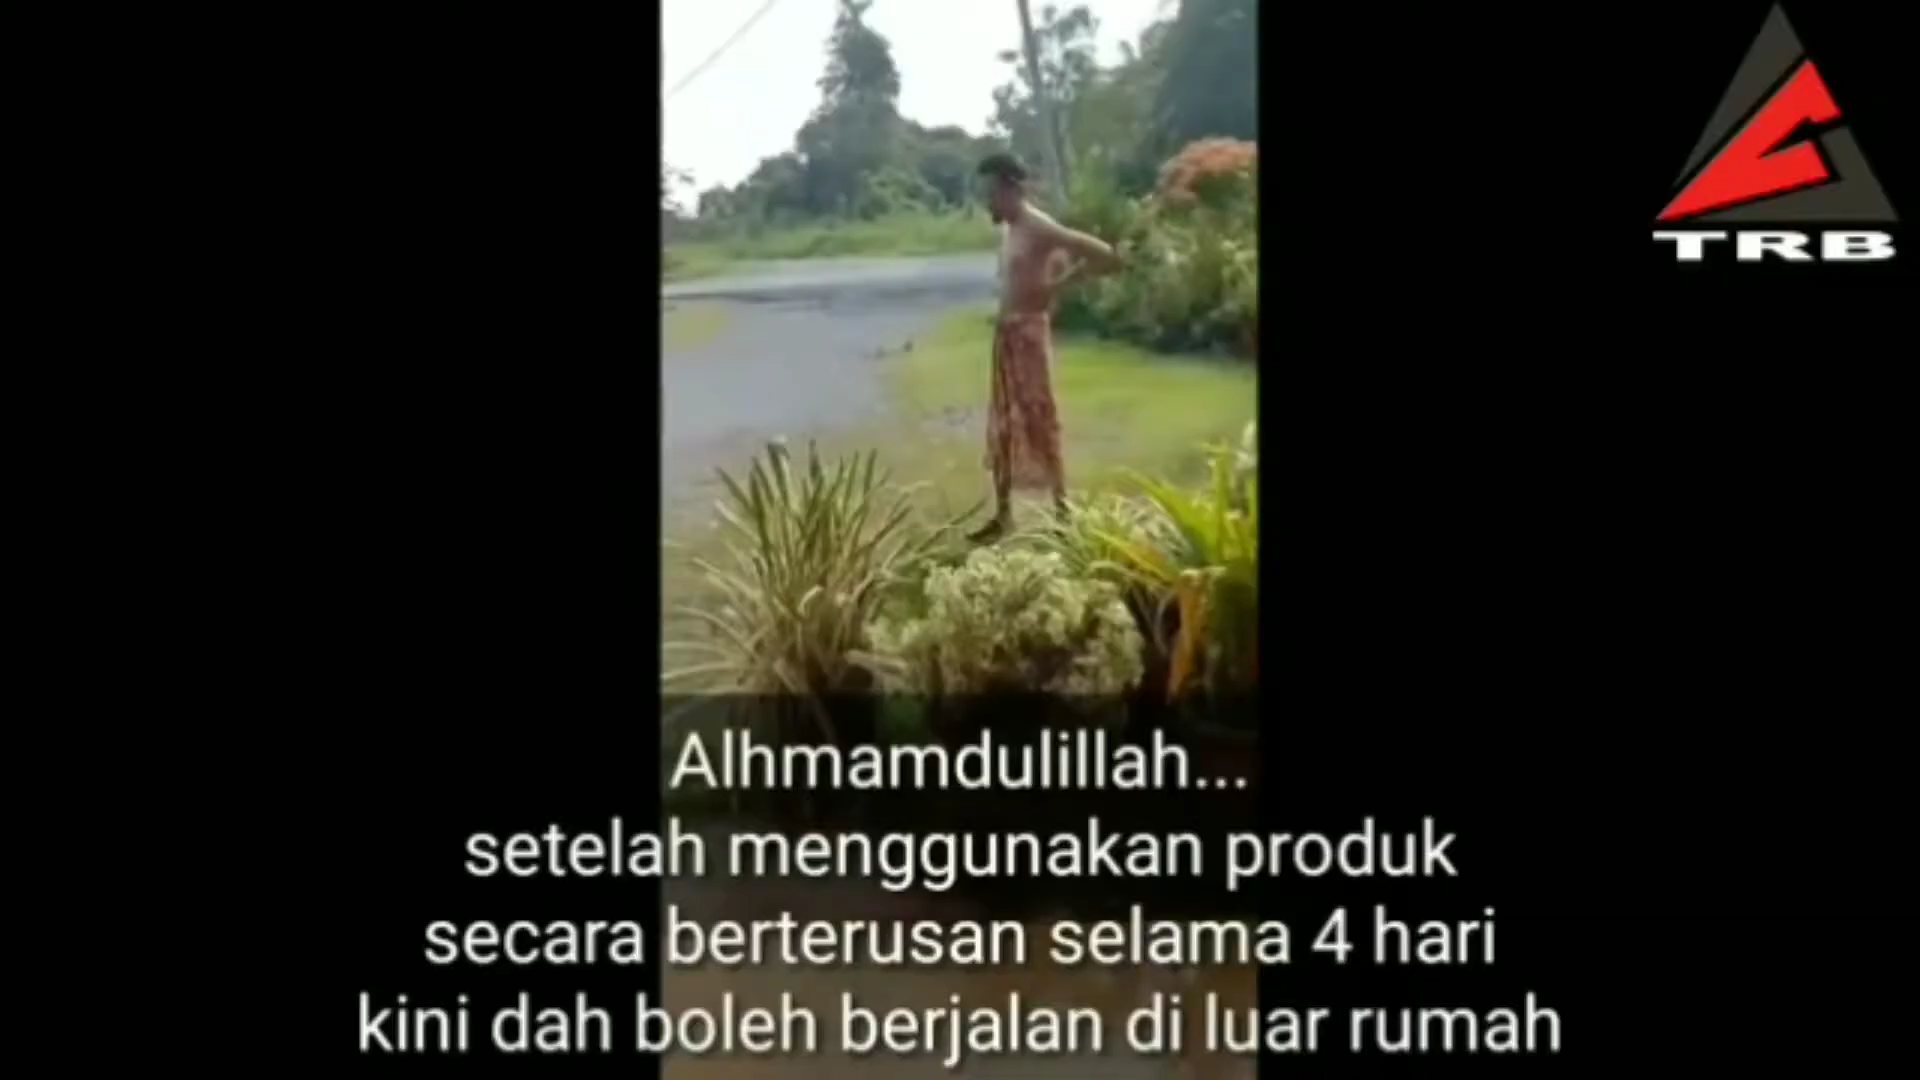 TRB
Alhmamdulillah...
setelah menggunakan produk
secara berterusan selama 4 hari
kini dah boleh berjalan di luar rumah